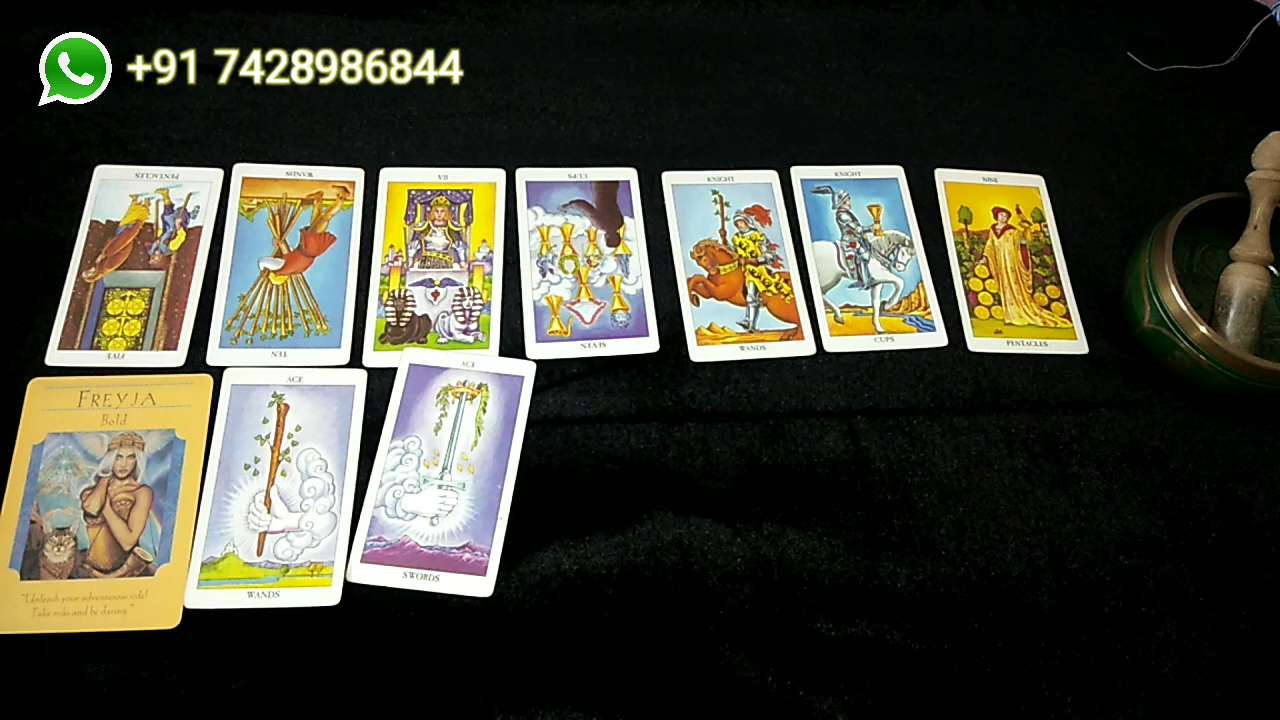 +91 7428986844
PENTACLES
FIVE
WANDS
TEN
VII
CUPS
SEVEN
KNIGHT
WANDS
KNIGHT
CUPS
NINE
PENTACLES
FREYJA
Bold
"Unleash your adventurous side!
Take risks and be daring."
ACE
WANDS
ACE
SWORDS